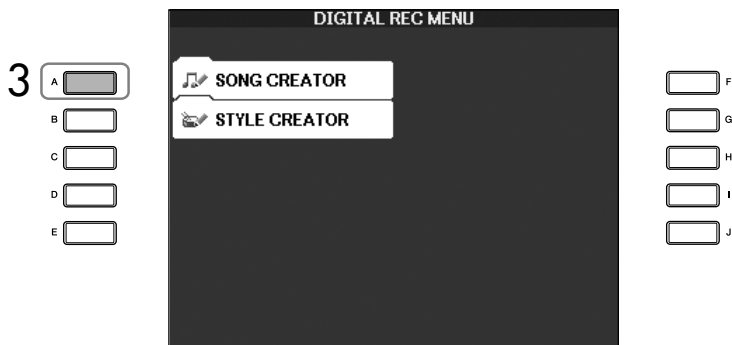 DIGITAL REC MENU
3
A
SONG CREATOR
F
B
STYLE CREATOR
G
C
H
D
I
E
J